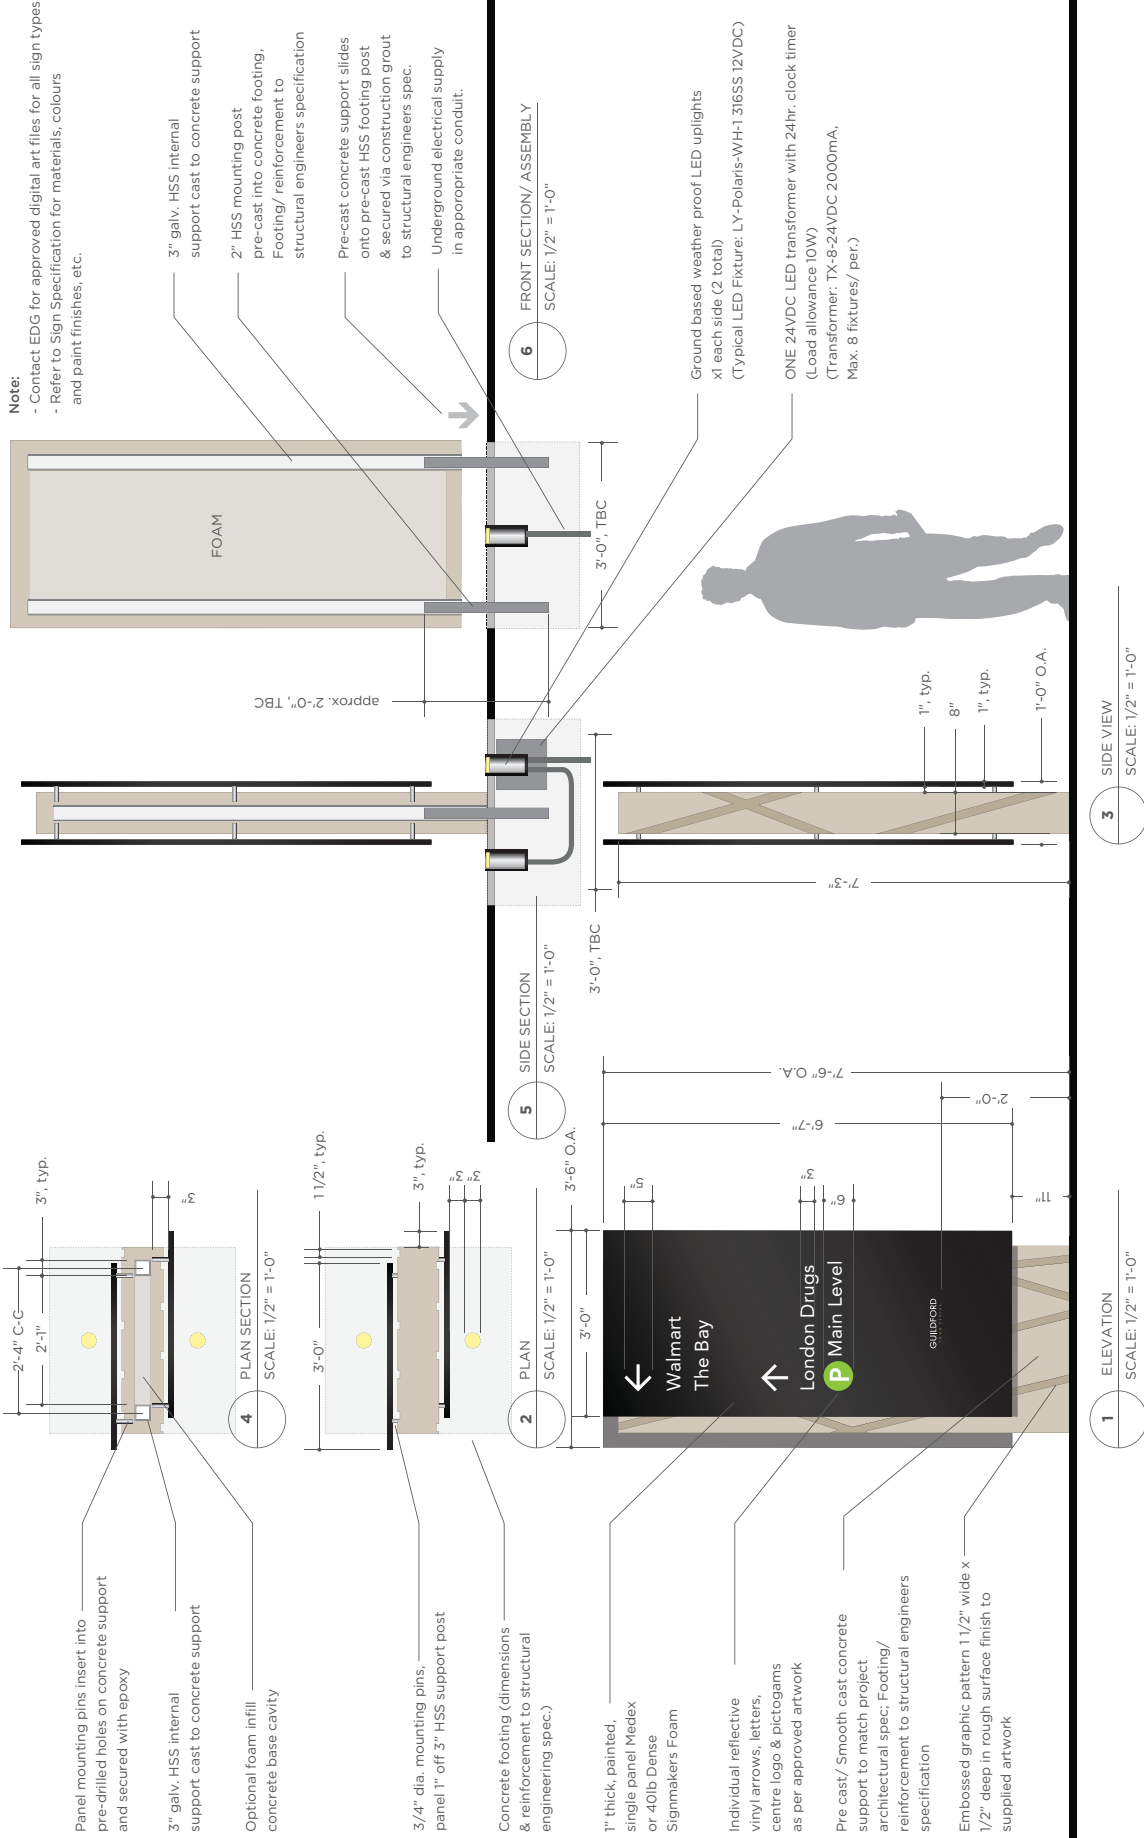 Note:
- Contact EDG for approved digital art files for all sign types
- Refer to Sign Specification for materials, colours
and paint finishes, etc.
Panel mounting pins insert into
pre-drilled holes on concrete support
and secured with epoxy
3" galv. HSS internal
support cast to concrete support
Optional foam infill
concrete base cavity
2'-4" C-C
2'-1"
3", typ.
3"
4
PLAN SECTION
SCALE: 1/2" = 1'-0"
3/4" dia. mounting pins,
panel 1" off 3" HSS support post
Concrete footing (dimensions
& reinforcement to structural
engineering spec.)
3'-0"
1 1/2", typ.
3", typ.
3"
3"
2
PLAN
SCALE: 1/2" = 1'-0"
1" thick, painted,
single panel Medex
or 40lb Dense
Signmakers Foam
Individual reflective
vinyl arrows, letters,
centre logo & pictogams
as per approved artwork
Pre cast/ Smooth cast concrete
support to match project
architectural spec; Footing/
reinforcement to structural engineers
specification
Embossed graphic pattern 1 1/2" wide x
1/2" deep in rough surface finish to
supplied artwork
3'-6" O.A.
3'-0"
Walmart
The Bay
London Drugs
P Main Level
GUILDFORD
5"
3"
6"
6'-7"
11"
2'-0"
7'-6" O.A.
1
ELEVATION
SCALE: 1/2" = 1'-0"
5
SIDE SECTION
SCALE: 1/2" = 1'-0"
3'-0", TBC
approx. 2'-0", TBC
FOAM
3'-0", TBC
3" galv. HSS internal
support cast to concrete support
2" HSS mounting post
pre-cast into concrete footing,
Footing/ reinforcement to
structural engineers specification
Pre-cast concrete support slides
onto pre-cast HSS footing post
& secured via construction grout
to structural engineers spec.
Underground electrical supply
in apporopriate conduit.
6
FRONT SECTION/ ASSEMBLY
SCALE: 1/2" = 1'-0"
Ground based weather proof LED uplights
x1 each side (2 total)
(Typical LED Fixture: LY-Polaris-WH-1 316SS 12VDC)
ONE 24VDC LED transformer with 24hr. clock timer
(Load allowance 10W)
(Transformer: TX-8-24VDC 2000mA,
Max. 8 fixtures/ per.)
7'-3"
1", typ.
8"
1", typ.
1'-0" O.A.
3
SIDE VIEW
SCALE: 1/2" = 1'-0"